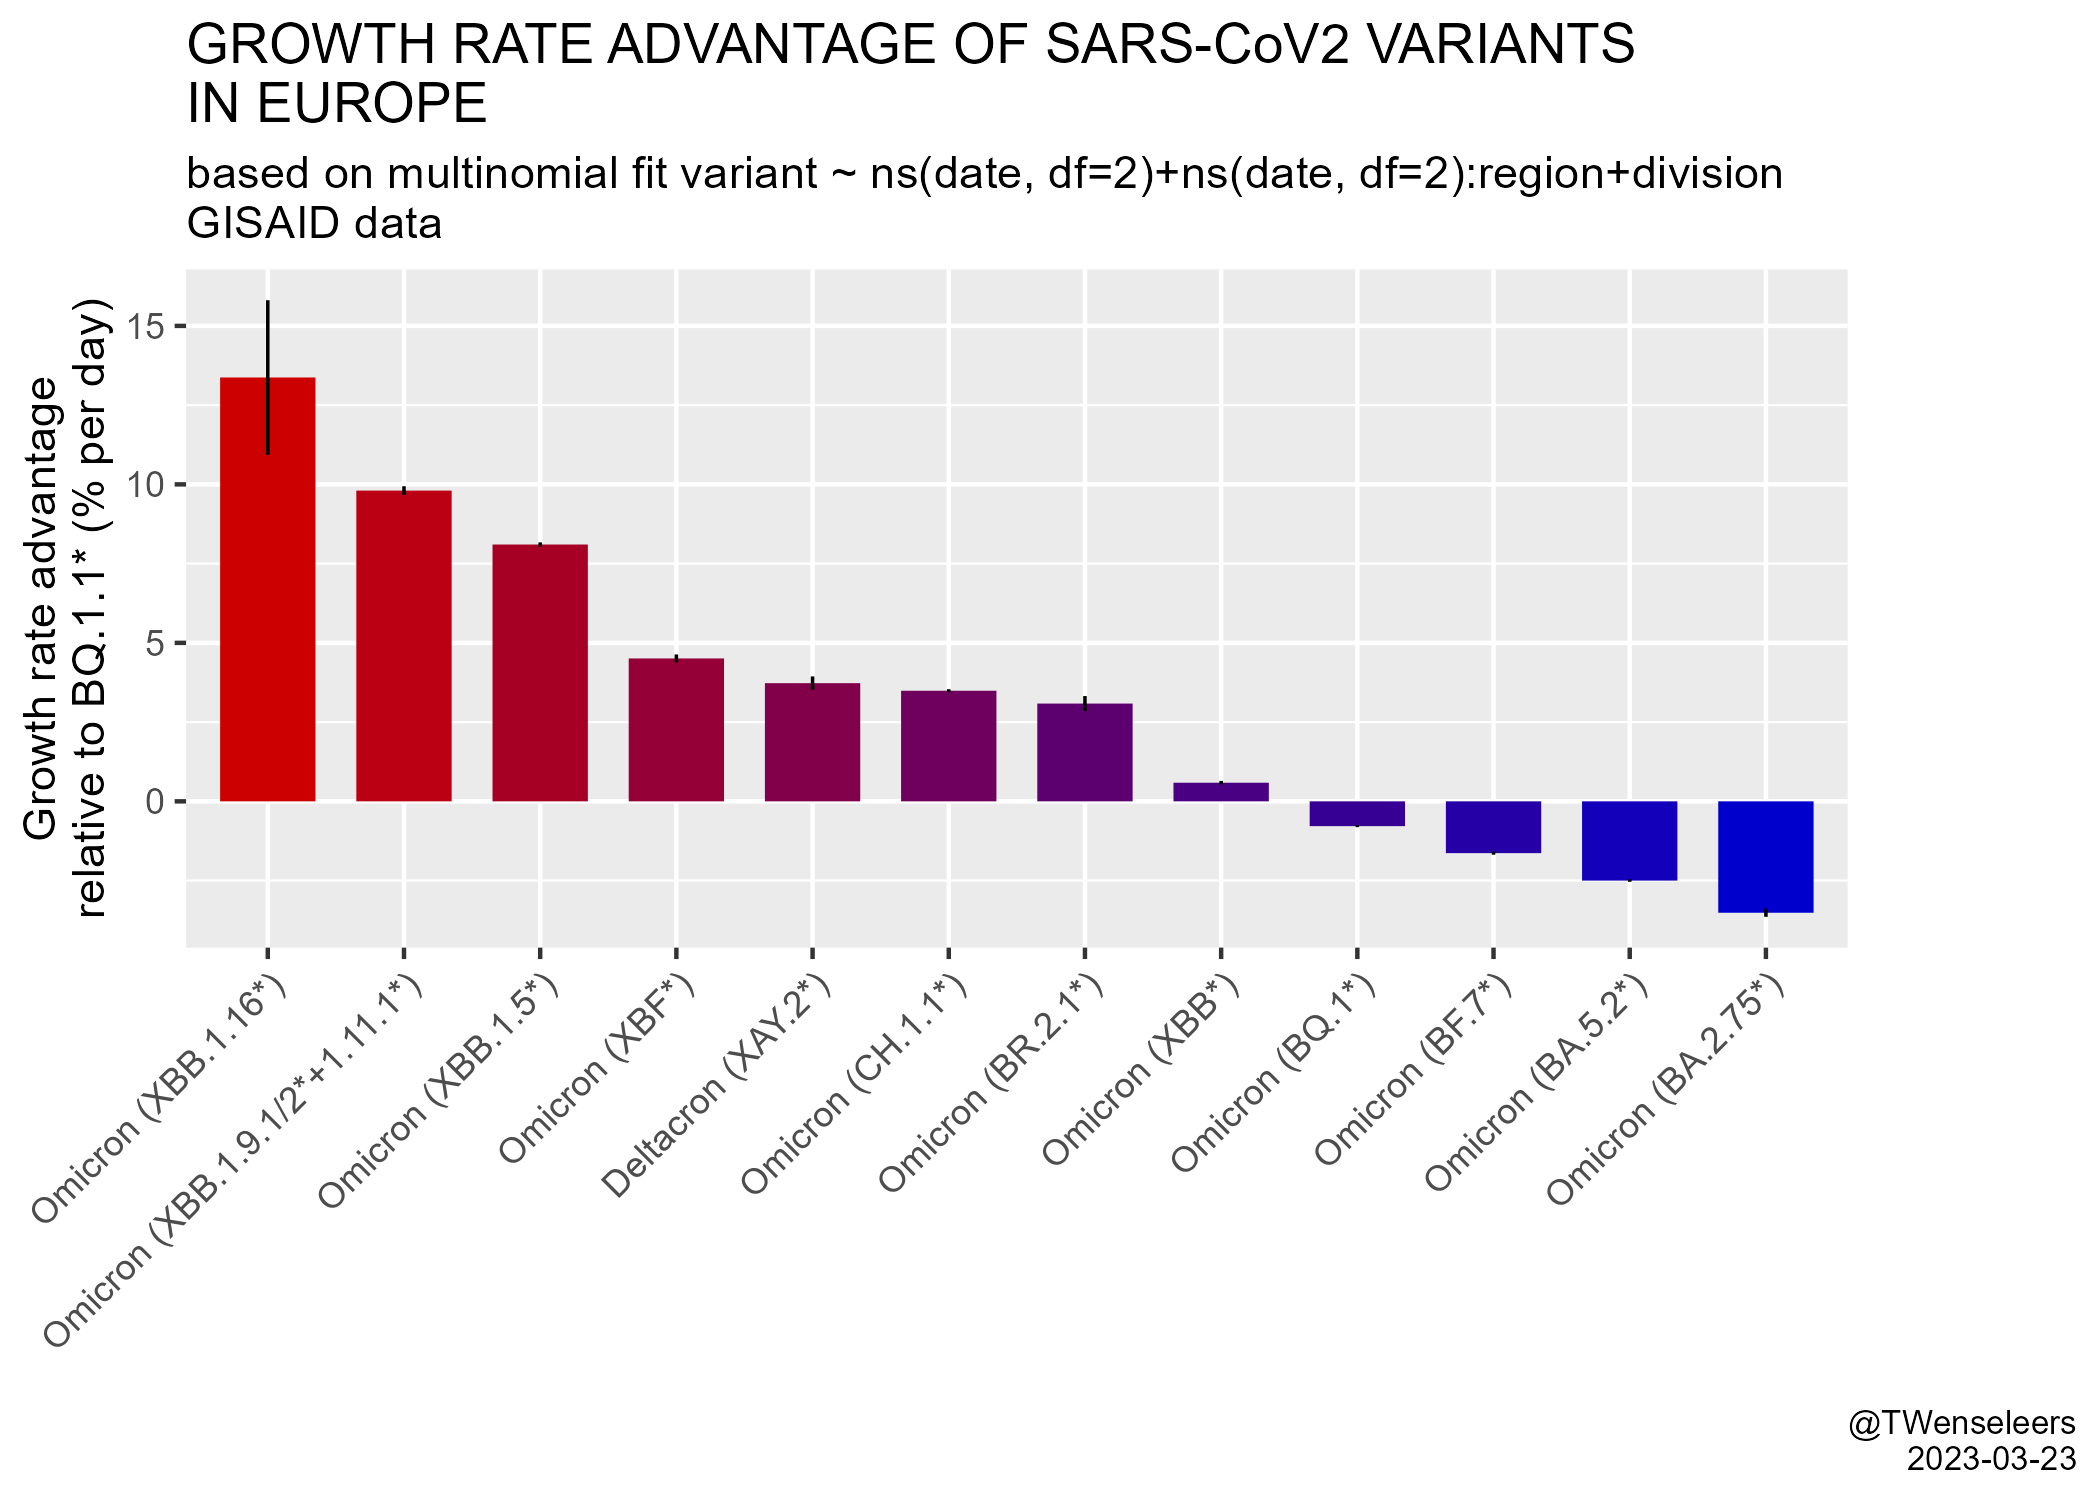 GROWTH RATE ADVANTAGE OF SARS-CoV2 VARIANTS
IN EUROPE
based on multinomial fit variant ~ ns(date, df=2)+ns(date, df=2):region+division
GISAID data
Growth rate advantage
relative to BQ.1.1* (% per day)
15
10
5
0
Omicron (XBB.1.16*)
Omicron (XBB.1.9.1/2*+1.11.1*)
Omicron (XBB.1.5*)
Omicron (XBF*)
Deltacron (XAY.2*)
Omicron (CH.1.1*)
Omicron (BR.2.1*)
Omicron (XBB*)
Omicron (BQ.1*)
Omicron (BF.7*)
Omicron (BA.5.2*)
Omicron (BA.2.75*)
@TWenseleers
2023-03-23